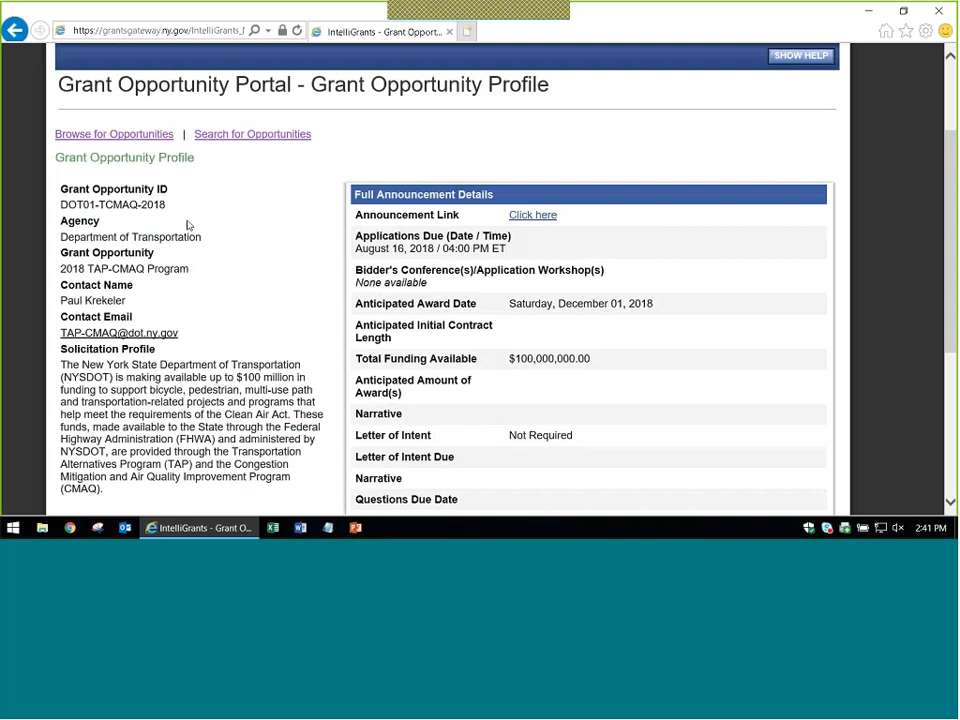 https://grantsgateway.ny.gov/IntelliGrants_
IntelliGrants - Grant Opport...
SHOW HELP
Grant Opportunity Portal - Grant Opportunity Profile
Browse for Opportunities | Search for Opportunities
Grant Opportunity Profile
Grant Opportunity ID
DOT01-TCMAQ-2018
Agency
Department of Transportation
Grant Opportunity
2018 TAP-CMAQ Program
Contact Name
Paul Krekeler
Contact Email
TAP-CMAQ@dot.ny.gov
Solicitation Profile
The New York State Department of Transportation
(NYSDOT) is making available up to $100 million in
funding to support bicycle, pedestrian, multi-use path
and transportation-related projects and programs that
help meet the requirements of the Clean Air Act. These
funds, made available to the State through the Federal
Highway Administration (FHWA) and administered by
NYSDOT, are provided through the Transportation
Alternatives Program (TAP) and the Congestion
Mitigation and Air Quality Improvement Program
(CMAQ).
Full Announcement Details
Announcement Link Click here
Applications Due (Date / Time)
August 16, 2018 / 04:00 PM ET
Bidder's Conference(s)/Application Workshop(s)
None available
Anticipated Award Date Saturday, December 01, 2018
Anticipated Initial Contract
Length
Total Funding Available $100,000,000.00
Anticipated Amount of
Award(s)
Narrative
Letter of Intent Not Required
Letter of Intent Due
Narrative
Questions Due Date
IntelliGrants - Grant O...
2:41 PM